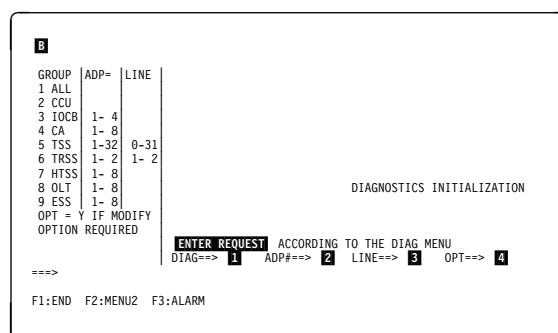 B
GROUP |ADP= |LINE |
1 ALL | | |
2 CCU | | |
3 IOCB| 1- 4| |
4 CA | 1- 8| |
5 TSS | 1-32| 0-31|
6 TRSS| 1- 2| 1- 2|
7 HTSS| 1- 8| |
8 OLT | 1- 8| | DIAGNOSTICS INITIALIZATION
9 ESS | 1- 8| |
OPT = Y IF MODIFY |
OPTION REQUIRED |
ENTER REQUEST ACCORDING TO THE DIAG MENU
DIAG==> 1 ADP#==> 2 LINE==> 3 OPT==> 4
===>
F1:END F2:MENU2 F3:ALARM